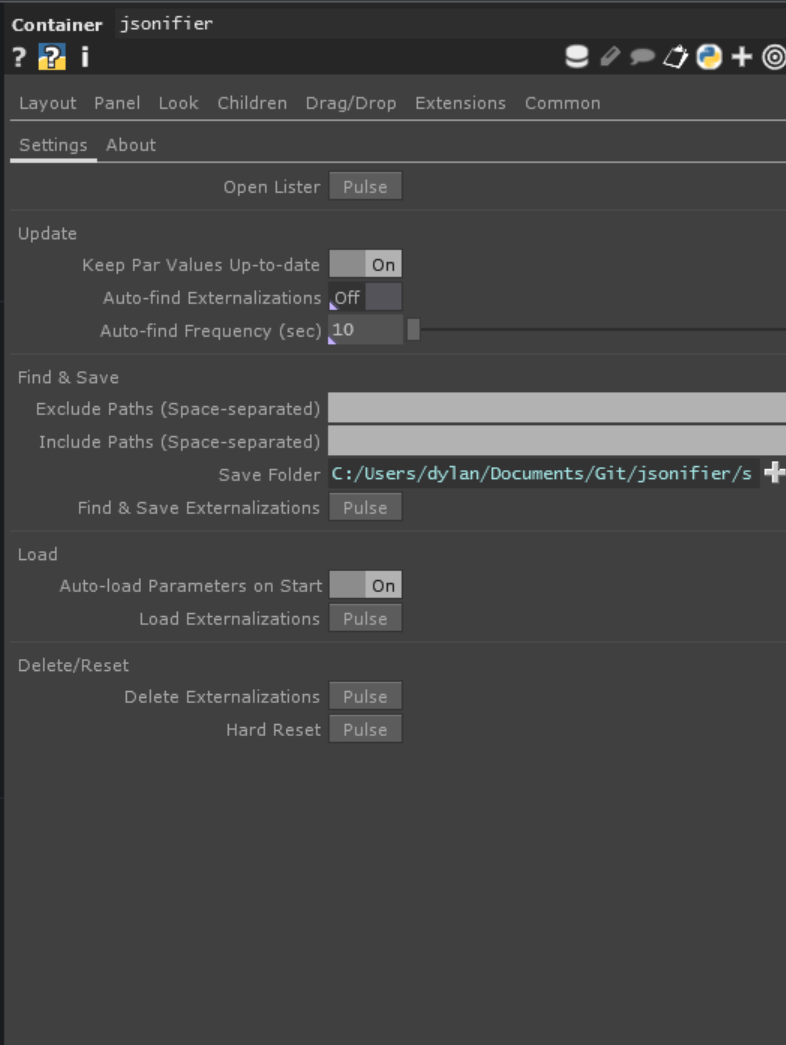 Container jsonifier
? ? i
Layout Panel Look Children Drag/Drop Extensions Common
Settings About
Open Lister Pulse
Update
Keep Par Values Up-to-date On
Auto-find Externalizations Off
Auto-find Frequency (sec) 10
Find & Save
Exclude Paths (Space-separated)
Include Paths (Space-separated)
Save Folder C:/Users/dylan/Documents/Git/jsonifier/s
Find & Save Externalizations Pulse
Load
Auto-load Parameters on Start On
Load Externalizations Pulse
Delete/Reset
Delete Externalizations Pulse
Hard Reset Pulse